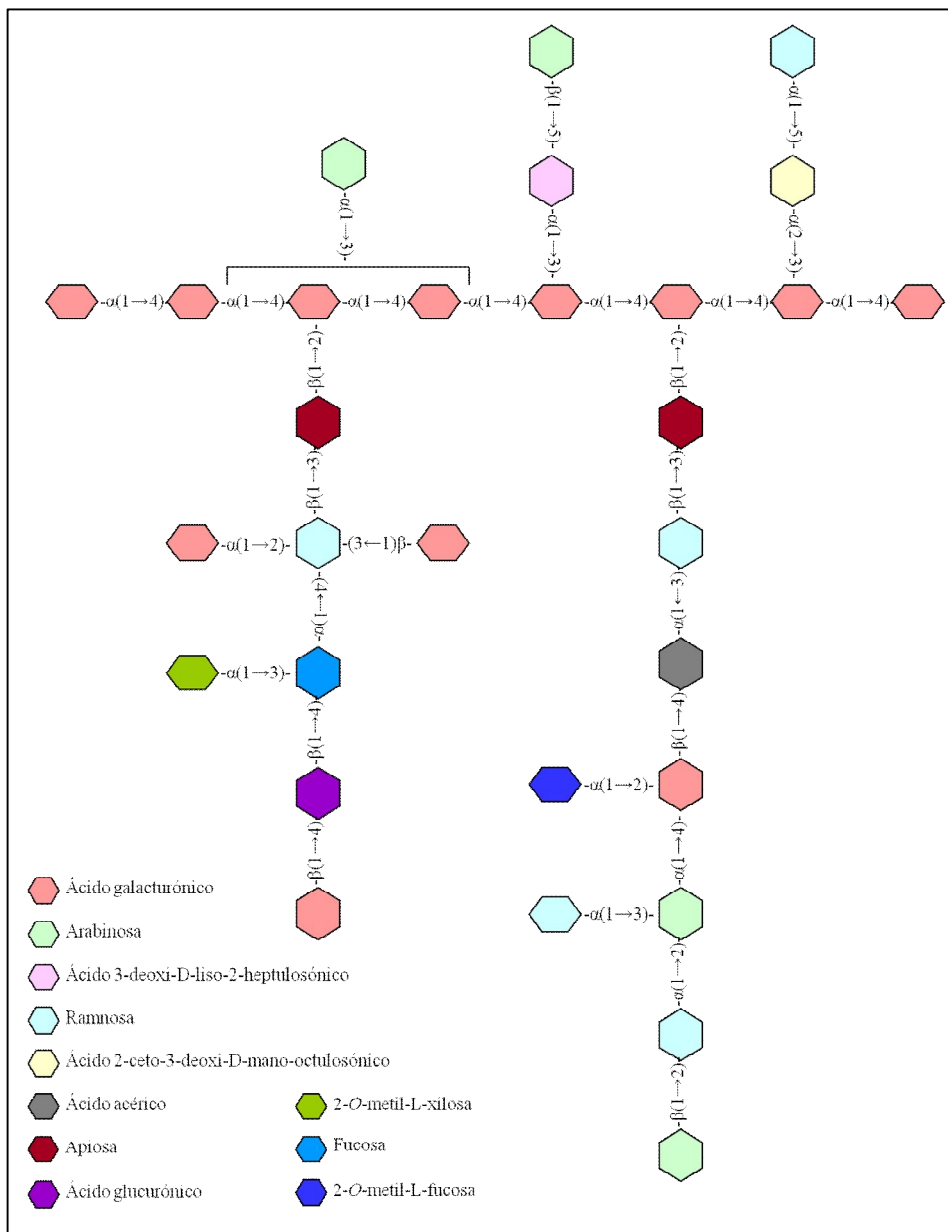 -β(1→5)-
-α(1→5)-
-α(1→3)-
-α(1→3)-
-α(2→3)-
-α(1→4)- -α(1→4)- -α(1→4)- -α(1→4)- -α(1→4)- -α(1→4)- -α(1→4)-
-β(1→2)-
-β(1→2)-
-β(1→3)-
-β(1→3)-
-α(1→2)- -(3←1)β-
-α(1→4)-
-α(1→3)-
-α(1→3)-
-β(1→4)-
-β(1→4)-
-α(1→2)-
-β(1→4)-
-α(1→4)-
-α(1→3)-
-α(1→2)-
-β(1→2)-
Ácido galacturónico
Arabinosa
Ácido 3-deoxi-D-liso-2-heptulosónico
Ramnosa
Ácido 2-ceto-3-deoxi-D-mano-octulosónico
Ácido acérico
2-O-metil-L-xilosa
Apiosa
Fucosa
Ácido glucurónico
2-O-metil-L-fucosa